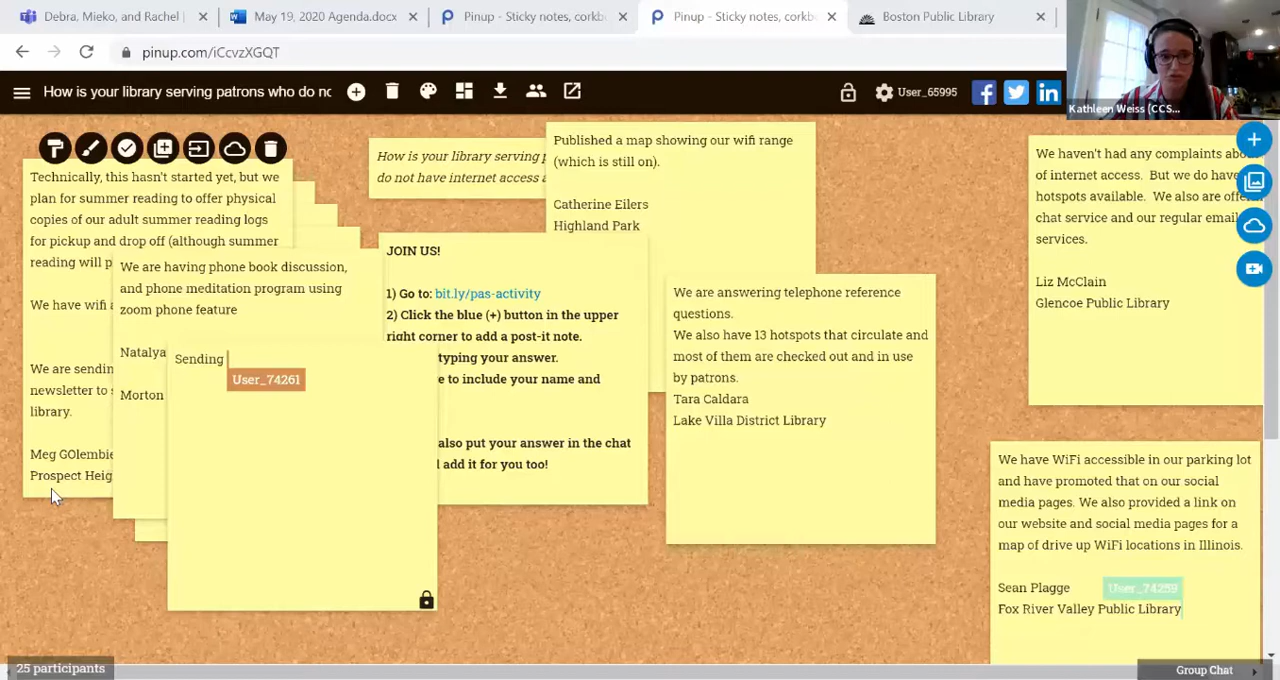 Debra, Mieko, and Rachel |
May 19, 2020 Agenda.docx
Pinup - Sticky notes, corkb
Pinup - Sticky notes, corkb
Boston Public Library
pinup.com/iCcvzXGQT
How is your library serving patrons who do no
User_65995
Kathleen Weiss (CCS...
Technically, this hasn't started yet, but we
plan for summer reading to offer physical
copies of our adult summer reading logs
for pickup and drop off (although summer
reading will p
We have wifi a
We are sendin
newsletter to s
library.
Meg GOlembie
Prospect Heig
We are having phone book discussion,
and phone meditation program using
zoom phone feature
Natalya
Morton
Sending
User_74261
How is your library serving p
do not have internet access a
JOIN US!
1) Go to: bit.ly/pas-activity
2) Click the blue (+) button in the upper
right corner to add a post-it note.
typing your answer.
e to include your name and
also put your answer in the chat
add it for you too!
Published a map showing our wifi range
(which is still on).
Catherine Eilers
Highland Park
We are answering telephone reference
questions.
We also have 13 hotspots that circulate and
most of them are checked out and in use
by patrons.
Tara Caldara
Lake Villa District Library
We haven't had any complaints abo
of internet access. But we do have
hotspots available. We also are offe
chat service and our regular email
services.
Liz McClain
Glencoe Public Library
We have WiFi accessible in our parking lot
and have promoted that on our social
media pages. We also provided a link on
our website and social media pages for a
map of drive up WiFi locations in Illinois.
Sean Plagge
User_74259
Fox River Valley Public Library
25 participants
Group Chat